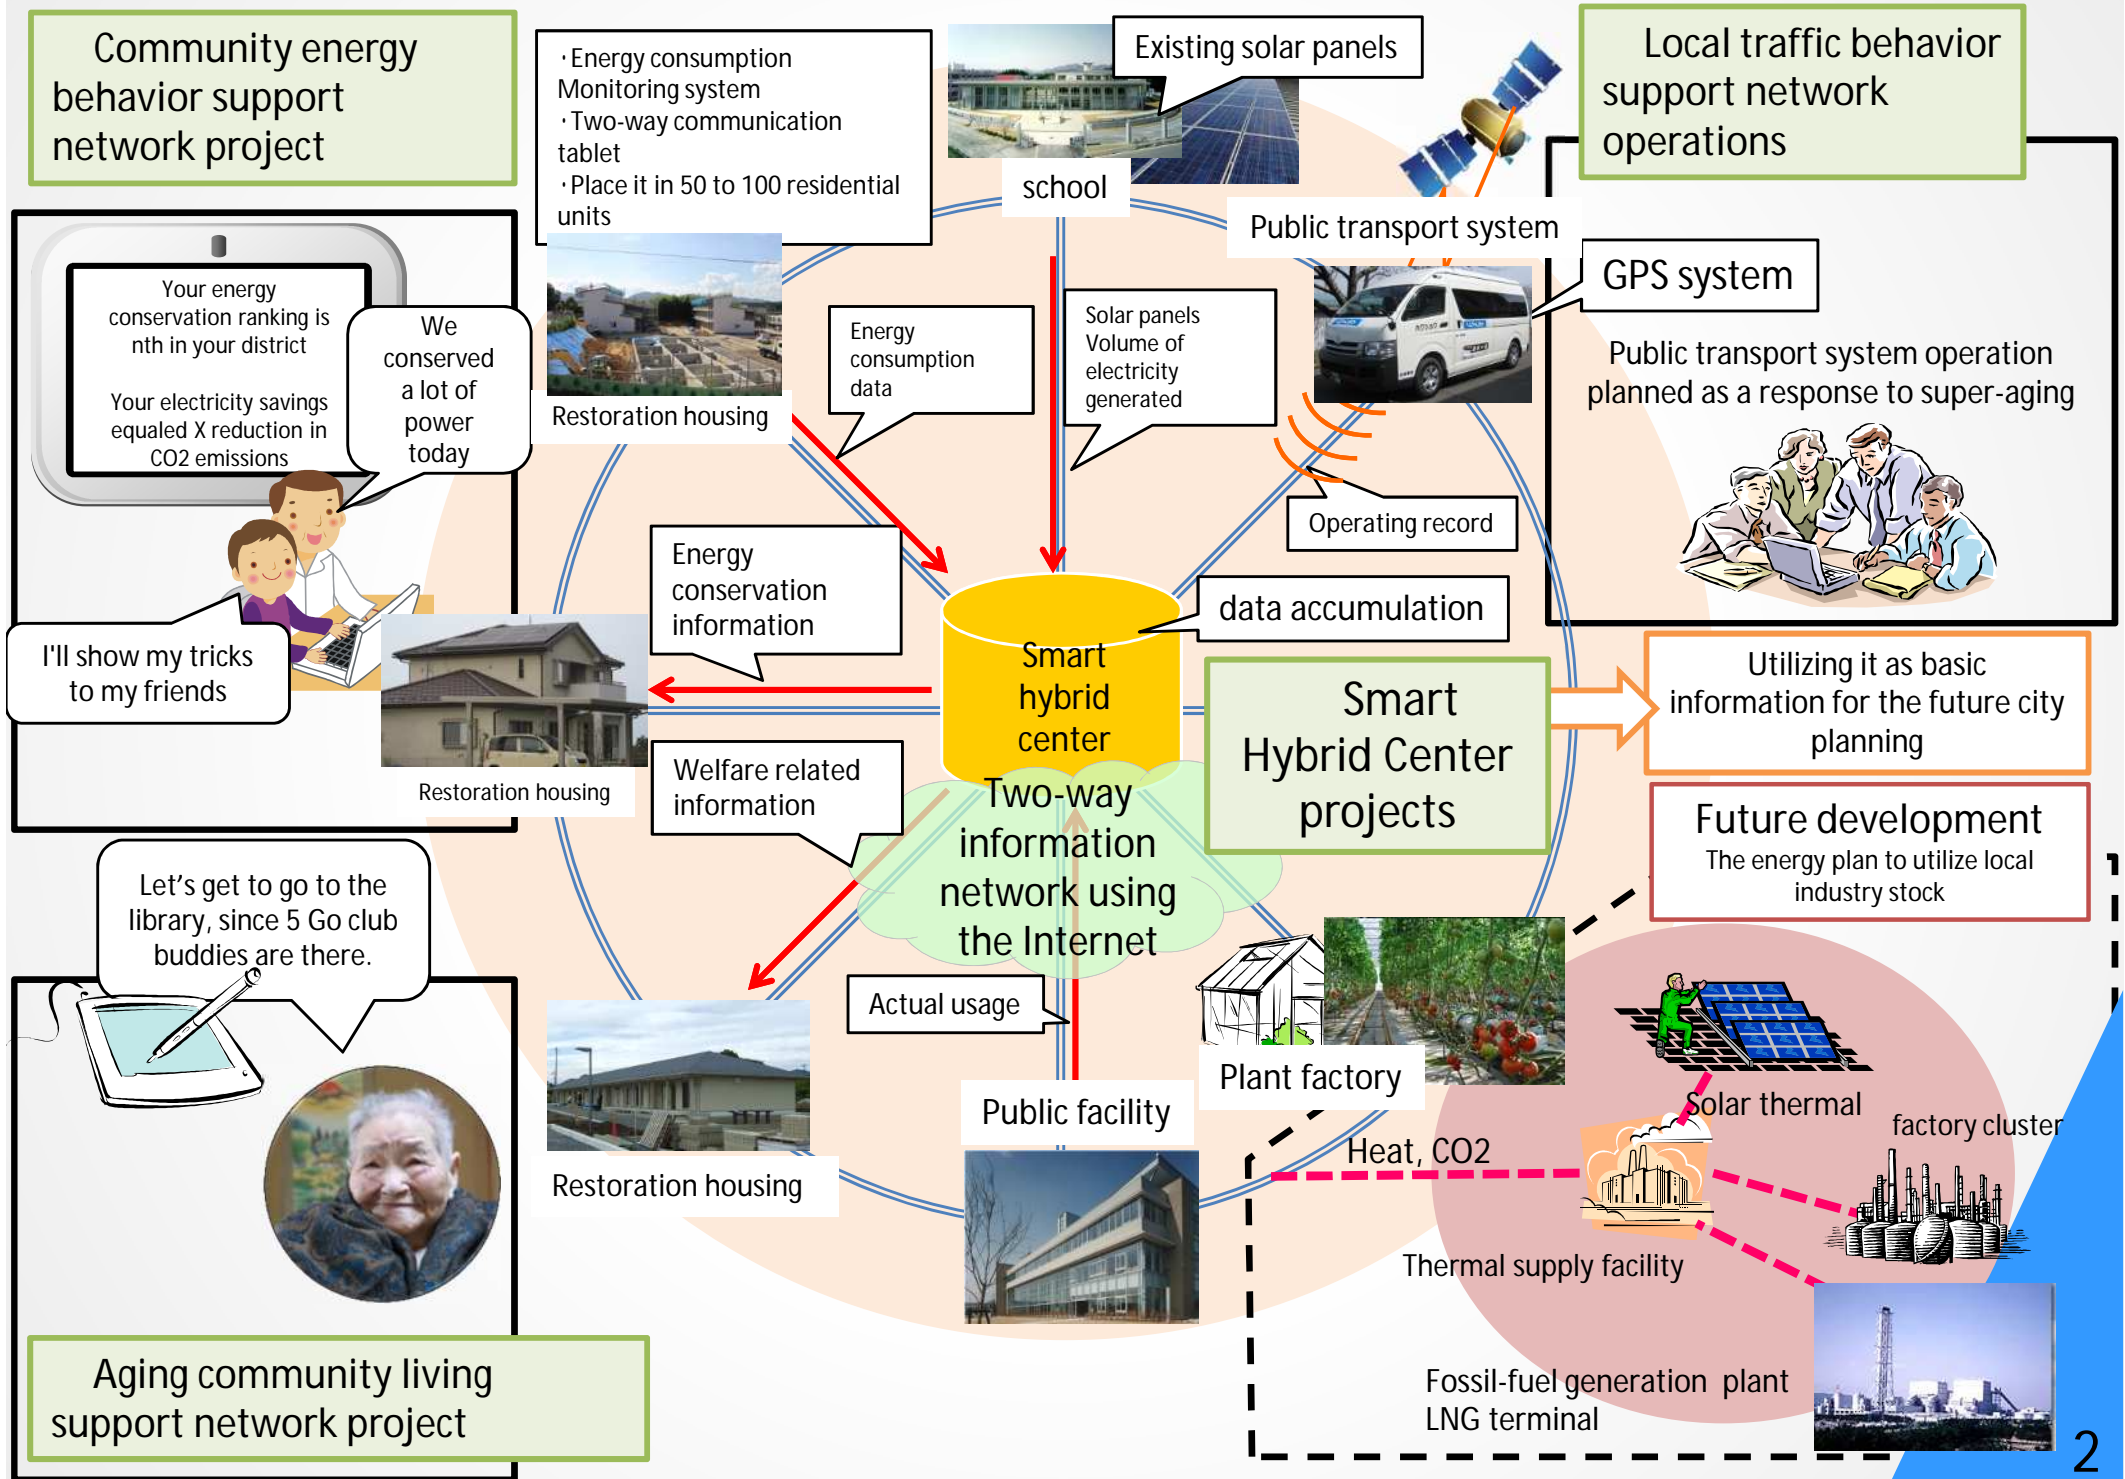 Community energy
behavior support
network project
・Energy consumption
Monitoring system
・Two-way communication
tablet
・Place it in 50 to 100 residential
units
Existing solar panels
school
Local traffic behavior
support network
operations
Public transport system
GPS system
Public transport system operation
planned as a response to super-aging
Your energy
conservation ranking is
nth in your district
Your electricity savings
equaled X reduction in
CO2 emissions
We
conserved
a lot of
power
today
I'll show my tricks
to my friends
Restoration housing
Energy
consumption
data
Solar panels
Volume of
electricity
generated
Operating record
Energy
conservation
information
data accumulation
Smart
hybrid
center
Smart
Hybrid Center
projects
Utilizing it as basic
information for the future city
planning
Restoration housing
Welfare related
information
Two-way
information
network using
the Internet
Future development
The energy plan to utilize local
industry stock
Let's get to go to the
library, since 5 Go club
buddies are there.
Actual usage
Restoration housing
Public facility
Plant factory
Heat, CO2
Solar thermal
factory cluster
Thermal supply facility
Fossil-fuel generation plant
LNG terminal
Aging community living
support network project
2